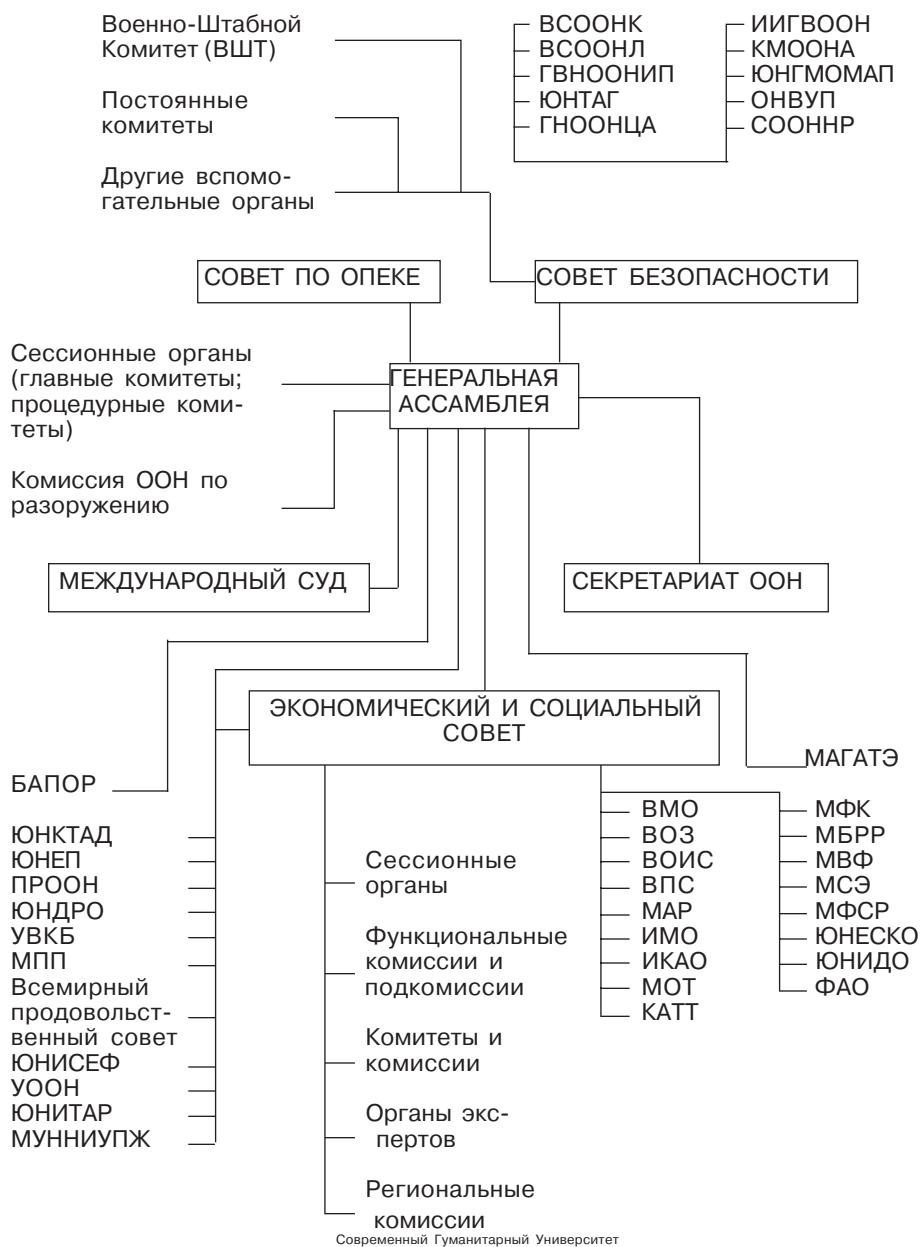 Военно-Штабной
Комитет (ВШТ)
Постоянные
комитеты
Другие вспомо-
гательные органы
ВСООНК
ВСООНЛ
ГВНООНИП
ЮНТАГ
ГНООНЦА
ИИГВООН
КМООНА
ЮНГМОМАП
ОНВУП
СООННР
СОВЕТ ПО ОПЕКЕ
СОВЕТ БЕЗОПАСНОСТИ
Сессионные органы
(главные комитеты;
процедурные коми-
теты)
ГЕНЕРАЛЬНАЯ
АССАМБЛЕЯ
Комиссия ООН по
разоружению
МЕЖДУНАРОДНЫЙ СУД
СЕКРЕТАРИАТ ООН
ЭКОНОМИЧЕСКИЙ И СОЦИАЛЬНЫЙ
СОВЕТ
МАГАТЭ
БАПОР
ЮНКТАД
ЮНЕП
ПРООН
ЮНДРО
УВКБ
МПП
Всемирный
продовольст-
венный совет
ЮНИСЕФ
УООН
ЮНИТАР
МУННИУПЖ
Сессионные
органы
Функциональные
комиссии и
подкомиссии
Комитеты и
комиссии
Органы экс-
пертов
Региональные
комиссии
ВМО
ВОЗ
ВОИС
ВПС
МАР
ИМО
ИКАО
МОТ
КАТТ
МФК
МБРР
МВФ
МСЭ
МФСР
ЮНЕСКО
ЮНИДО
ФАО
Современный Гуманитарный Университет